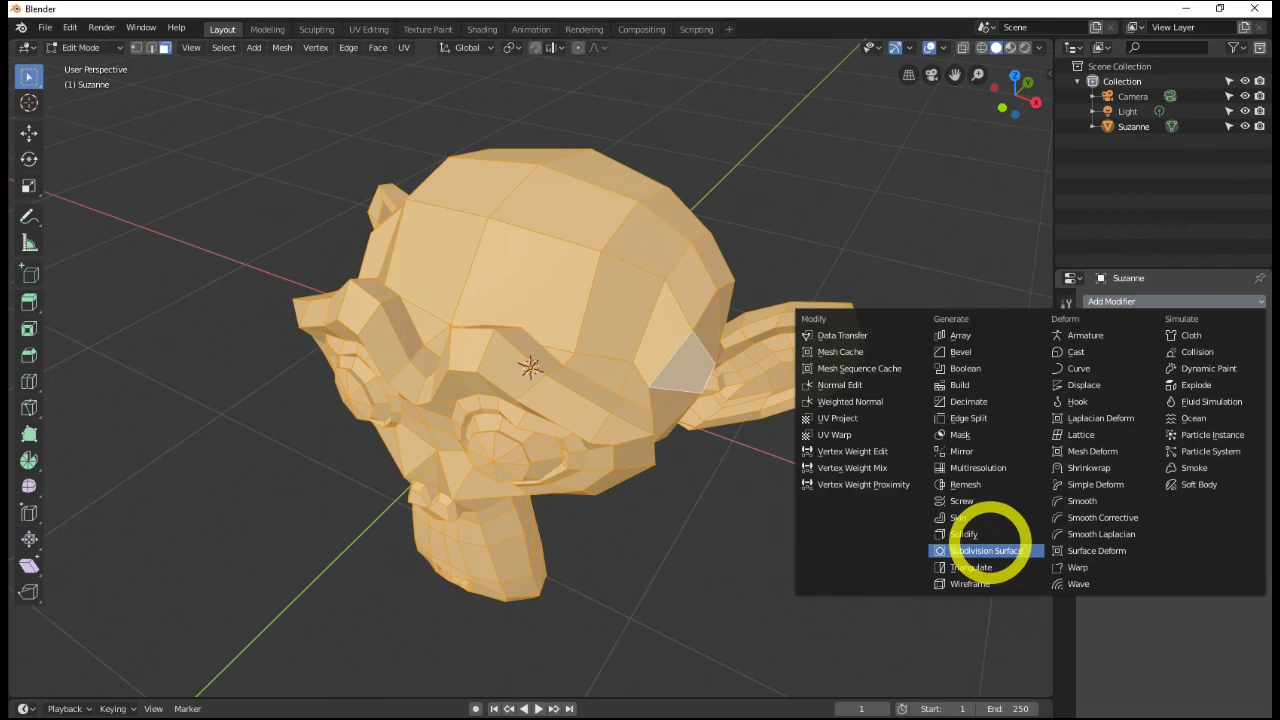 Blender
File Edit Render Window Help
Layout Modeling Sculpting UV Editing Texture Paint Shading Animation Rendering Compositing Scripting +
Scene
View Layer
Edit Mode
View Select Add Mesh Vertex Edge Face UV
Global
User Perspective
(1) Suzanne
Z
Y
X
Scene Collection
Collection
Camera
Light
Suzanne
Suzanne
Add Modifier
Modify
Data Transfer
Mesh Cache
Mesh Sequence Cache
Normal Edit
Weighted Normal
UV Project
UV Warp
Vertex Weight Edit
Vertex Weight Mix
Vertex Weight Proximity
Generate
Array
Bevel
Boolean
Build
Decimate
Edge Split
Mask
Mirror
Multiresolution
Remesh
Screw
Skin
Solidify
Subdivision Surface
Triangulate
Wireframe
Deform
Armature
Cast
Curve
Displace
Hook
Laplacian Deform
Lattice
Mesh Deform
Shrinkwrap
Simple Deform
Smooth
Smooth Corrective
Smooth Laplacian
Surface Deform
Warp
Wave
Simulate
Cloth
Collision
Dynamic Paint
Explode
Fluid Simulation
Ocean
Particle Instance
Particle System
Smoke
Soft Body
Playback Keying View Marker
1
Start: 1
End: 250